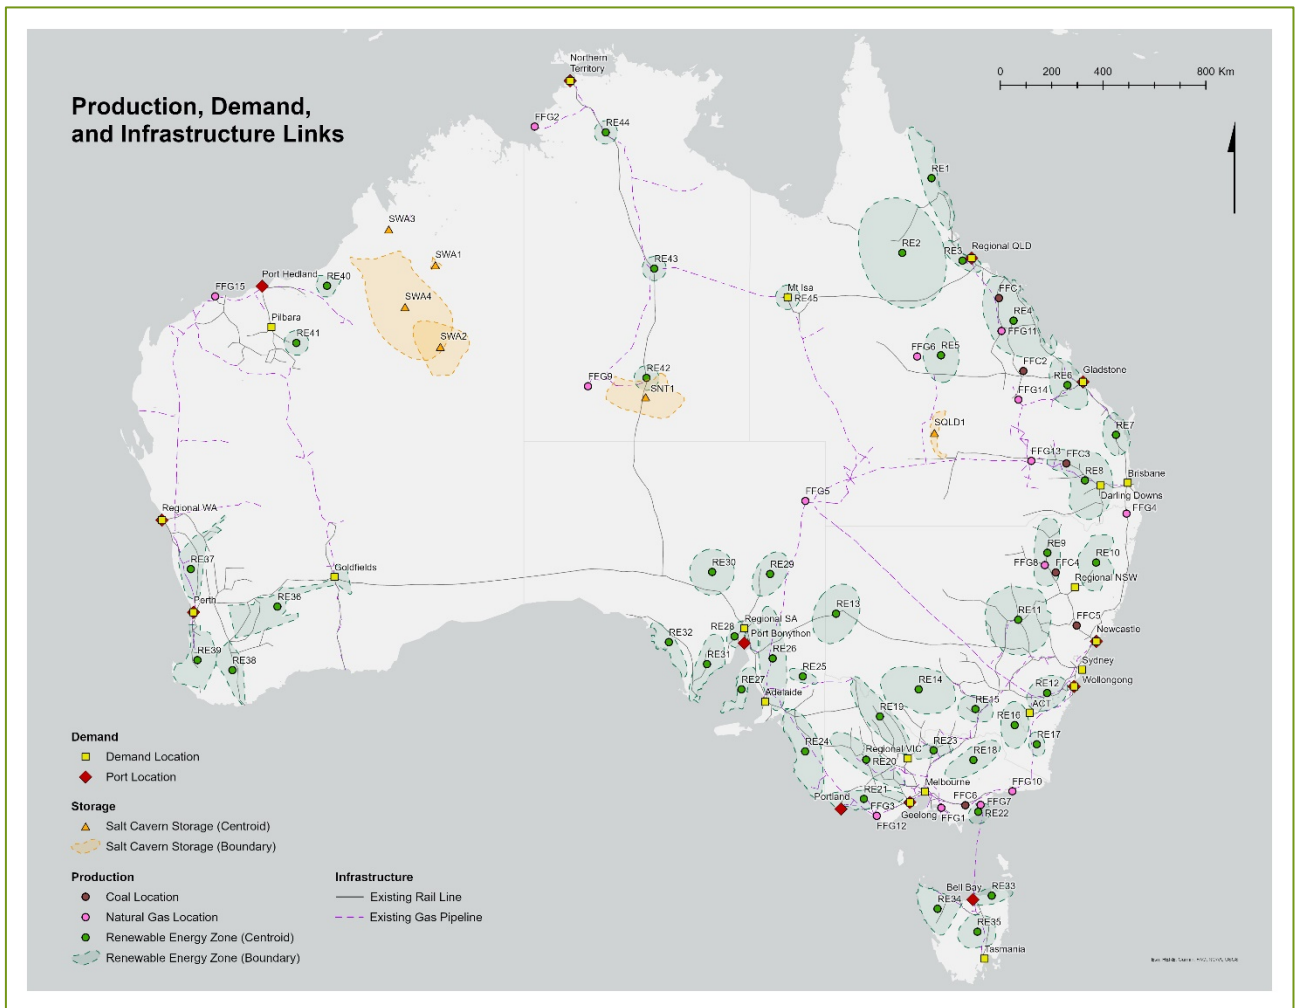 Production, Demand,
and Infrastructure Links
0 200 400 800 Km
Northern
Territory
FFG2
RE44
RE1
SWA3
RE2
RE3
Regional QLD
SWA1
RE43
Port Hedland
RE40
FFG15
Mt Isa
RE45
FFC1
SWA4
RE4
Pilbara
FFG11
RE41
SWA2
FFG6
RE5
FFC2
RE42
FFG9
Gladstone
RE6
SNT1
FFG14
SQLD1
RE7
FFG13
FFC3
RE8
Brisbane
FFG5
Darling Downs
Regional WA
FFG4
RE9
RE10
RE37
FFG8
FFC4
RE30
RE29
Goldfields
Regional NSW
Perth
RE36
RE13
RE11
Regional SA
FFC5
RE32
RE28
Port Bonython
Newcastle
RE39
RE38
RE31
RE26
Sydney
RE25
Wollongong
RE27
RE14
RE12
Adelaide
RE15
ACT
RE19
RE16
RE24
Regional VIC
RE23
RE17
RE20
RE18
Melbourne
FFG10
Portland
RE21
FFC6
FFG7
FFG3
Geelong
FFG1
RE22
FFG12
Bell Bay
RE33
RE34
RE35
Tasmania
Demand
Demand Location
Port Location
Storage
Salt Cavern Storage (Centroid)
Salt Cavern Storage (Boundary)
Production
Coal Location
Natural Gas Location
Renewable Energy Zone (Centroid)
Renewable Energy Zone (Boundary)
Infrastructure
Existing Rail Line
Existing Gas Pipeline